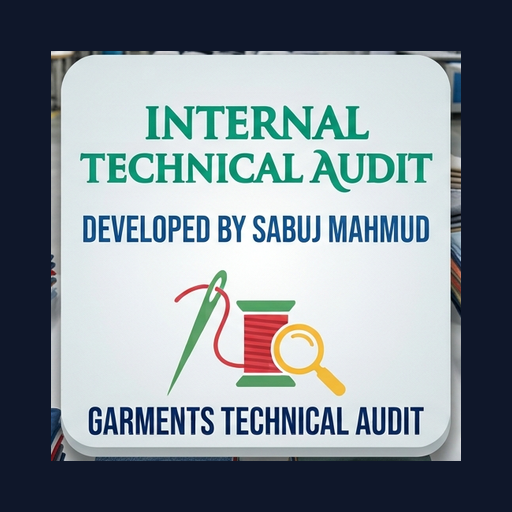 INTERNAL
TECHNICAL AUDIT
DEVELOPED BY SABUJ MAHMUD
GARMENTS TECHNICAL AUDIT